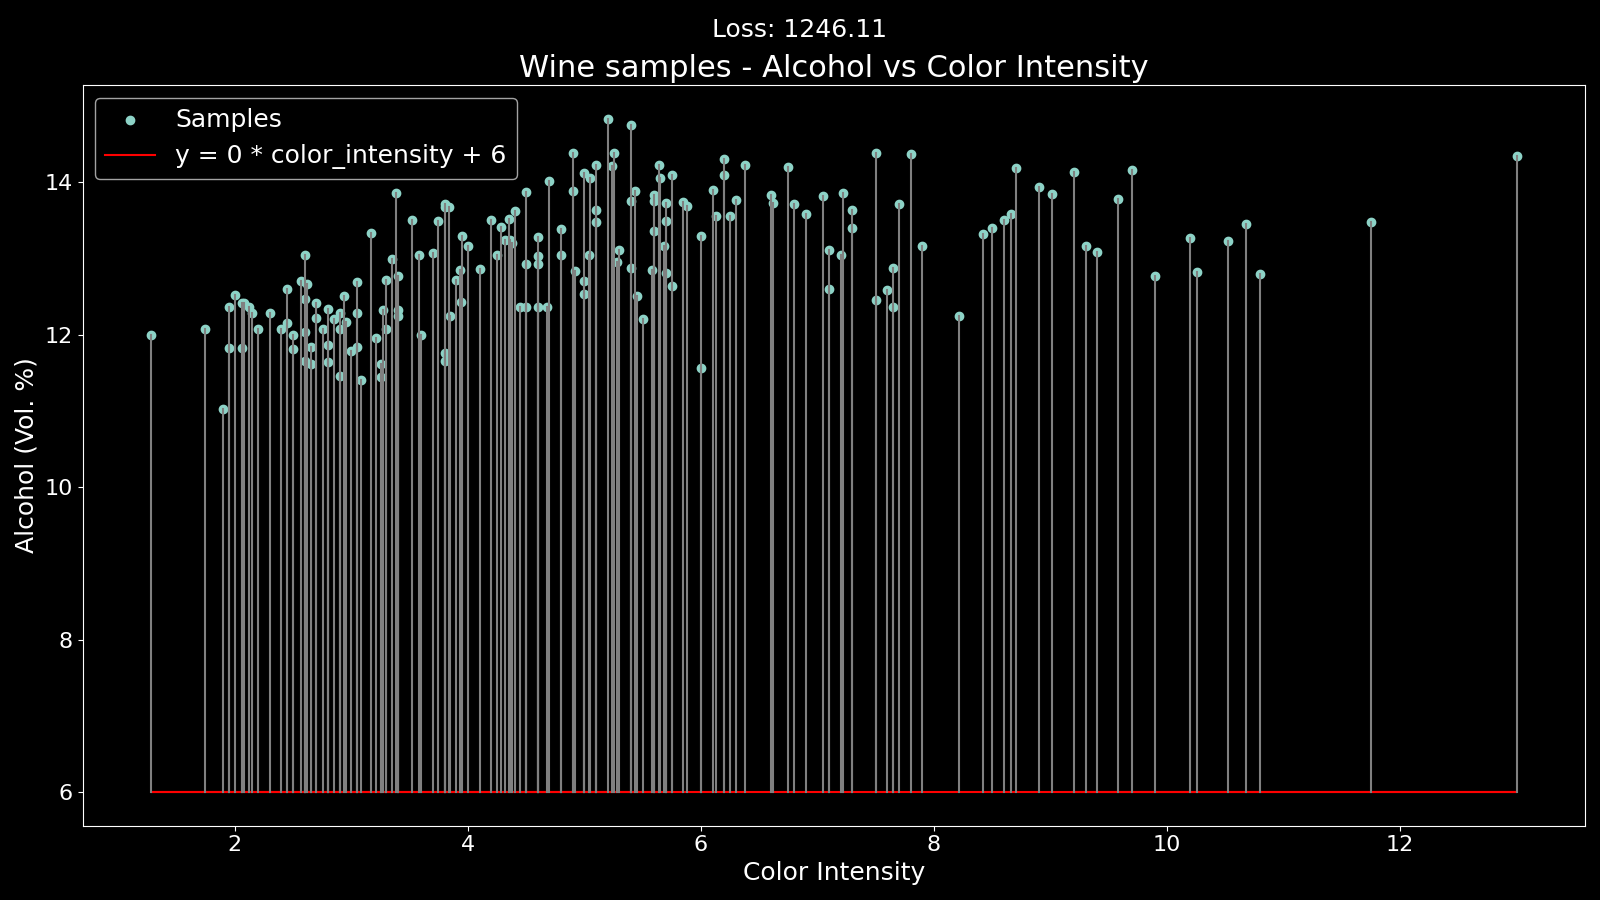 Loss: 1246.11
Wine samples - Alcohol vs Color Intensity
Samples
y = 0 * color_intensity + 6
14
12
10
8
6
Alcohol (Vol. %)
2 4 6 8 10 12
Color Intensity